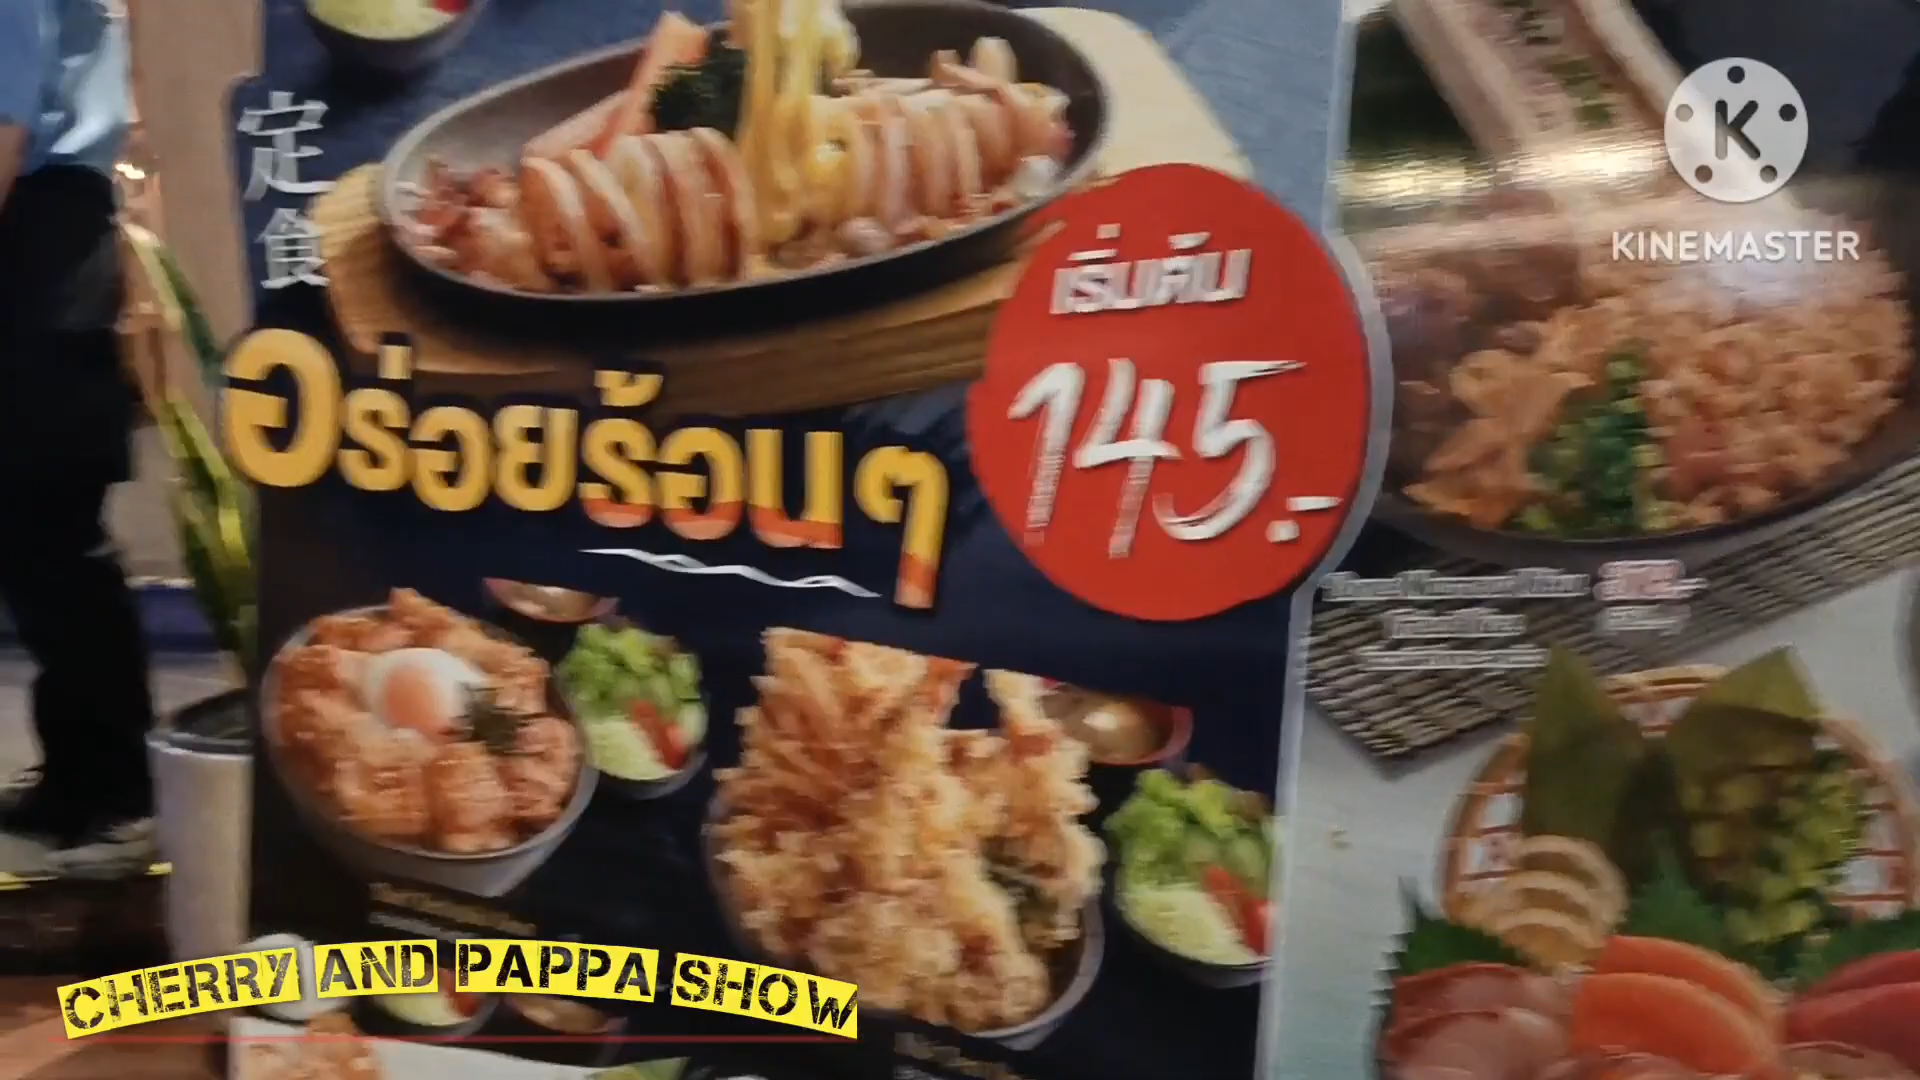 定食
K
KINEMASTER
เริ่มต้น
145.-
อร่อยร้อนๆ
CHERRY AND PAPPA SHOW